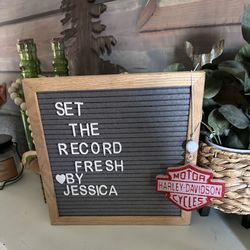 SET
THE
RECORD
FRESH
BY
JESSICA
MOTOR
HARLEY-DAVIDSON
CYCLES